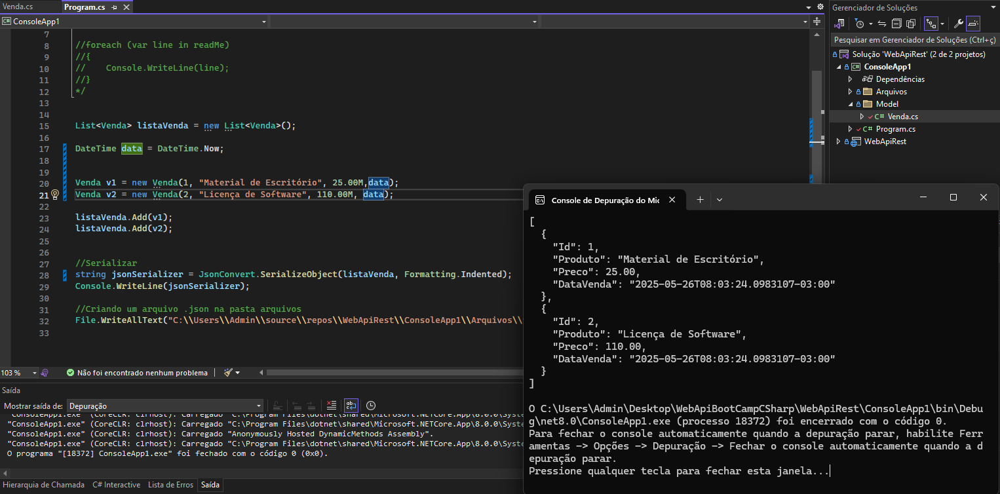 Venda.cs
Program.cs
ConsoleApp1
7
8 //foreach (var line in readMe)
9 //{
10 //    Console.WriteLine(line);
11 //}
12 */
13
14
15 List<Venda> listaVenda = new List<Venda>();
16
17 DateTime data = DateTime.Now;
18
19
20 Venda v1 = new Venda(1, "Material de Escritório", 25.00M,data);
21 Venda v2 = new Venda(2, "Licença de Software", 110.00M, data);
22
23 listaVenda.Add(v1);
24 listaVenda.Add(v2);
25
26
27 //Serializar
28 string jsonSerializer = JsonConvert.SerializeObject(listaVenda, Formatting.Indented);
29 Console.WriteLine(jsonSerializer);
30
31 //Criando um arquivo .json na pasta arquivos
32 File.WriteAllText("C:\\Users\\Admin\\source\\repos\\WebApiRest\\ConsoleApp1\\Arquivos\\
33
103 %
Não foi encontrado nenhum problema
Saída
Mostrar saída de: Depuração
"ConsoleApp1.exe" (CoreCLR: clrhost): Carregado "C:\Program Files\dotnet\shared\Microsoft.NETCore.App\8.0.0\Syste
"ConsoleApp1.exe" (CoreCLR: clrhost): Carregado "C:\Program Files\dotnet\shared\Microsoft.NETCore.App\8.0.0\Syste
"ConsoleApp1.exe" (CoreCLR: clrhost): Carregado "Anonymously Hosted DynamicMethods Assembly".
"ConsoleApp1.exe" (CoreCLR: clrhost): Carregado "C:\Program Files\dotnet\shared\Microsoft.NETCore.App\8.0.0\Syste
O programa "[18372] ConsoleApp1.exe" foi fechado com o código 0 (0x0).
Hierarquia de Chamada
C# Interactive
Lista de Erros
Saída
Gerenciador de Soluções
Pesquisar em Gerenciador de Soluções (Ctrl+ç)
Solução 'WebApiRest' (2 de 2 projetos)
C# ConsoleApp1
Dependências
Arquivos
Model
C# Venda.cs
C# Program.cs
WebApiRest
Console de Depuração do Mic
[
  {
    "Id": 1,
    "Produto": "Material de Escritório",
    "Preco": 25.00,
    "DataVenda": "2025-05-26T08:03:24.0983107-03:00"
  },
  {
    "Id": 2,
    "Produto": "Licença de Software",
    "Preco": 110.00,
    "DataVenda": "2025-05-26T08:03:24.0983107-03:00"
  }
]
O C:\Users\Admin\Desktop\WebApiBootCampCSharp\WebApiRest\ConsoleApp1\bin\Debu
g\net8.0\ConsoleApp1.exe (processo 18372) foi encerrado com o código 0.
Para fechar o console automaticamente quando a depuração parar, habilite Ferr
amentas -> Opções -> Depuração -> Fechar o console automaticamente quando a d
epuração parar.
Pressione qualquer tecla para fechar esta janela...